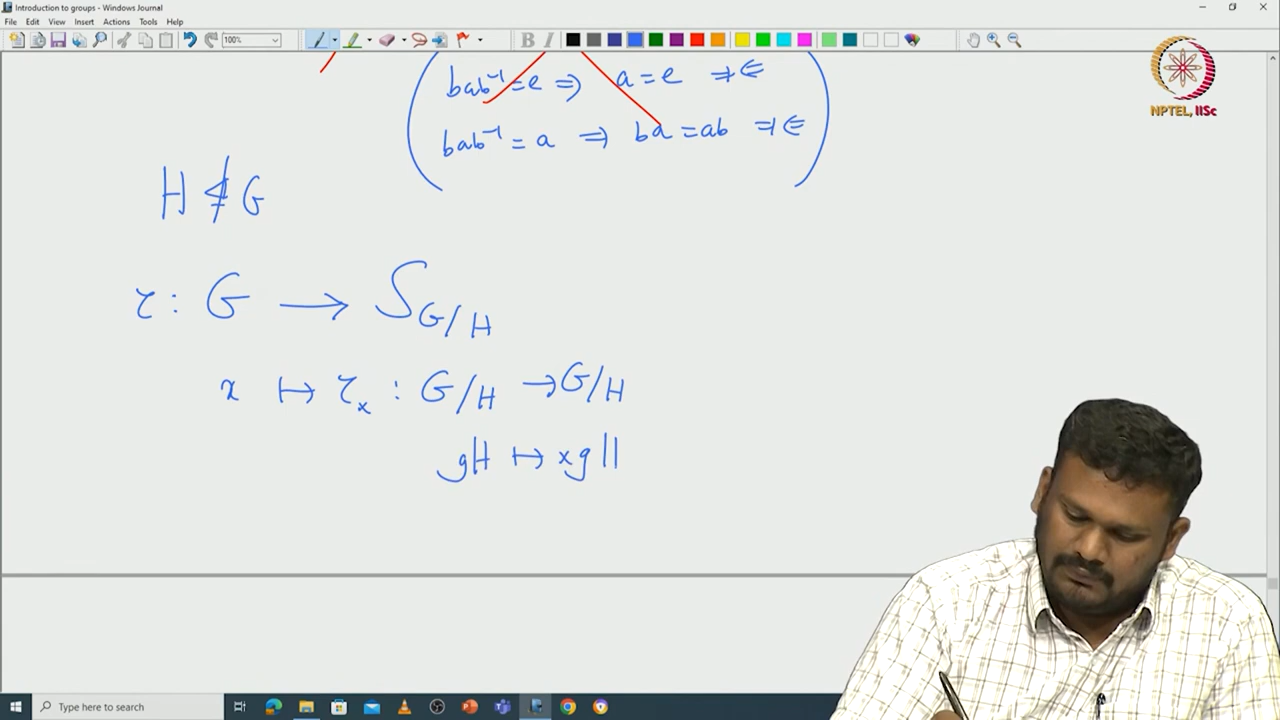 Introduction to groups - Windows Journal
File Edit View Insert Actions Tools Help
100%
B I
NPTEL, IISc
bab⁻¹ = e ⇒ a = e ⇒⇐
bab⁻¹ = a ⇒ ba = ab ⇒⇐
H ⋬ G
τ : G ⟶ S_{G/H}
x ↦ τ_x : G/H → G/H
gH ↦ xg||
Type here to search